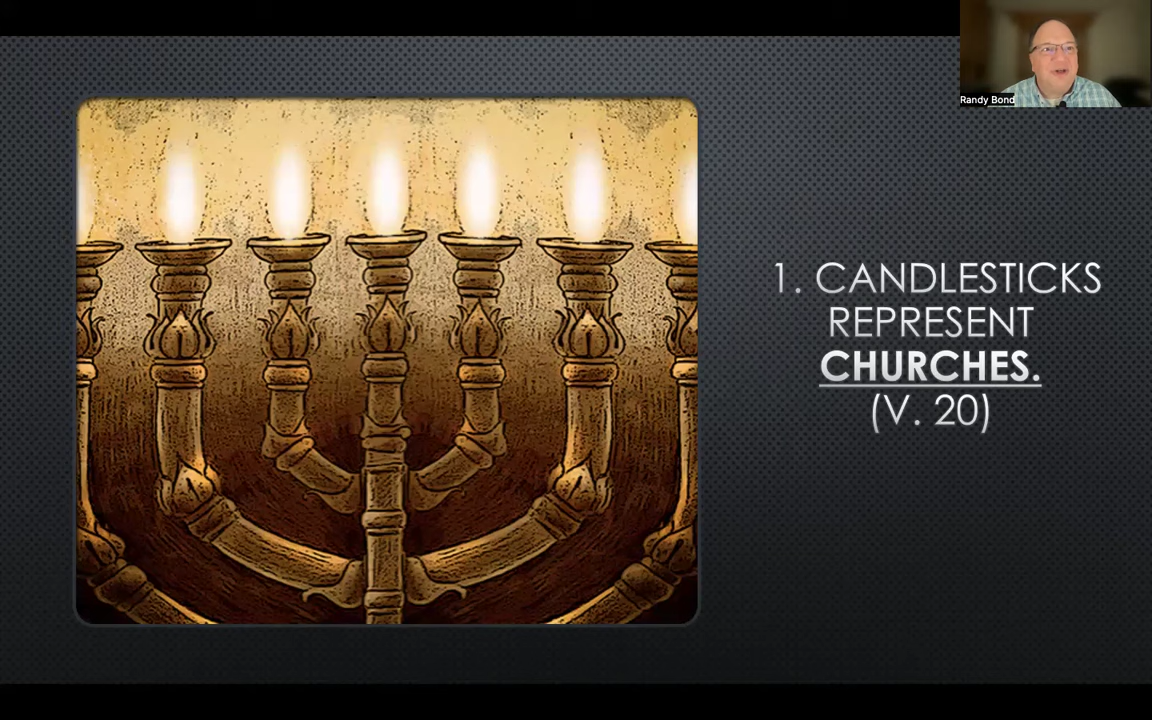 Randy Bond
1. CANDLESTICKS
REPRESENT
CHURCHES.
(V. 20)